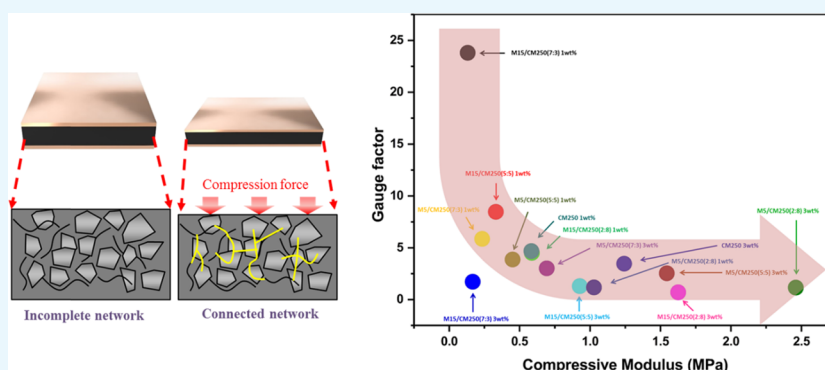 Compression force
Incomplete network
Connected network
Gauge factor
25
20
15
10
5
0
M15/CM250(7:3) 1wt%
M15/CM250(5:5) 1wt%
M5/CM250(5:5) 1wt%
M5/CM250(7:3) 1wt%
CM250 1wt%
M15/CM250(2:8) 1wt%
M5/CM250(7:3) 3wt%
CM250 3wt%
M5/CM250(2:8) 1wt%
M5/CM250(5:5) 3wt%
M5/CM250(2:8) 3wt%
M15/CM250(7:3) 3wt%
M15/CM250(5:5) 3wt%
M15/CM250(2:8) 3wt%
0.0
0.5
1.0
1.5
2.0
2.5
Compressive Modulus (MPa)